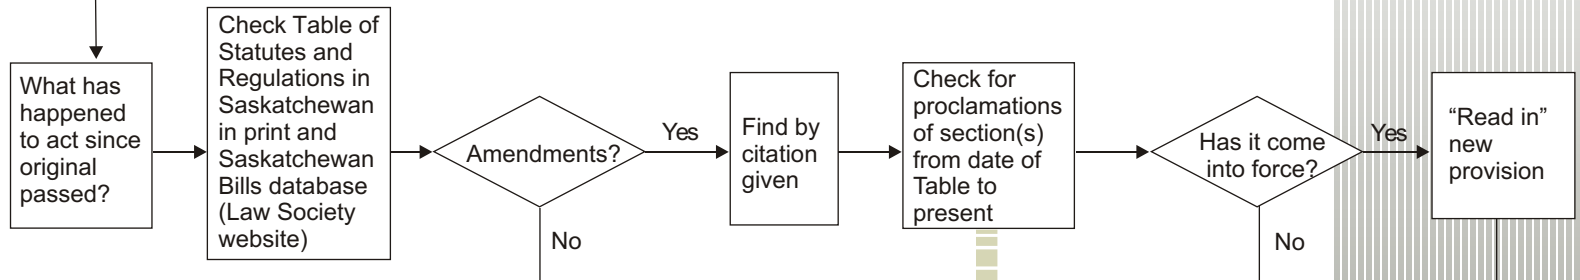 What has
happened
to act since
original
passed?
Check Table of
Statutes and
Regulations in
Saskatchewan
in print and
Saskatchewan
Bills database
(Law Society
website)
Amendments?
Yes
No
Find by
citation
given
Check for
proclamations
of section(s)
from date of
Table to
present
Has it come
into force?
Yes
No
“Read in”
new
provision